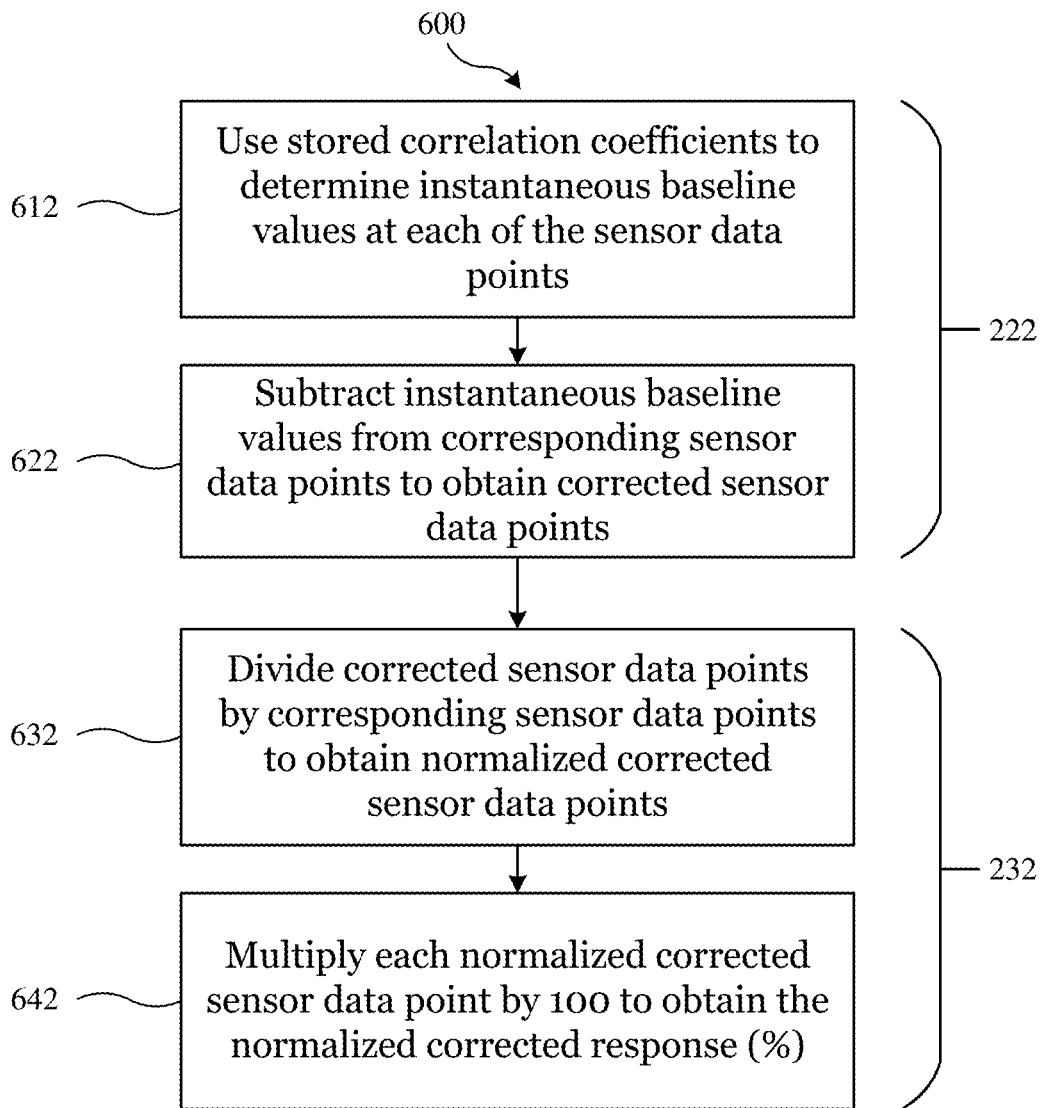 600
Use stored correlation coefficients to
determine instantaneous baseline
values at each of the sensor data
points
612
222
Subtract instantaneous baseline
values from corresponding sensor
data points to obtain corrected sensor
data points
622
Divide corrected sensor data points
by corresponding sensor data points
to obtain normalized corrected
sensor data points
632
232
Multiply each normalized corrected
sensor data point by 100 to obtain the
normalized corrected response (%)
642